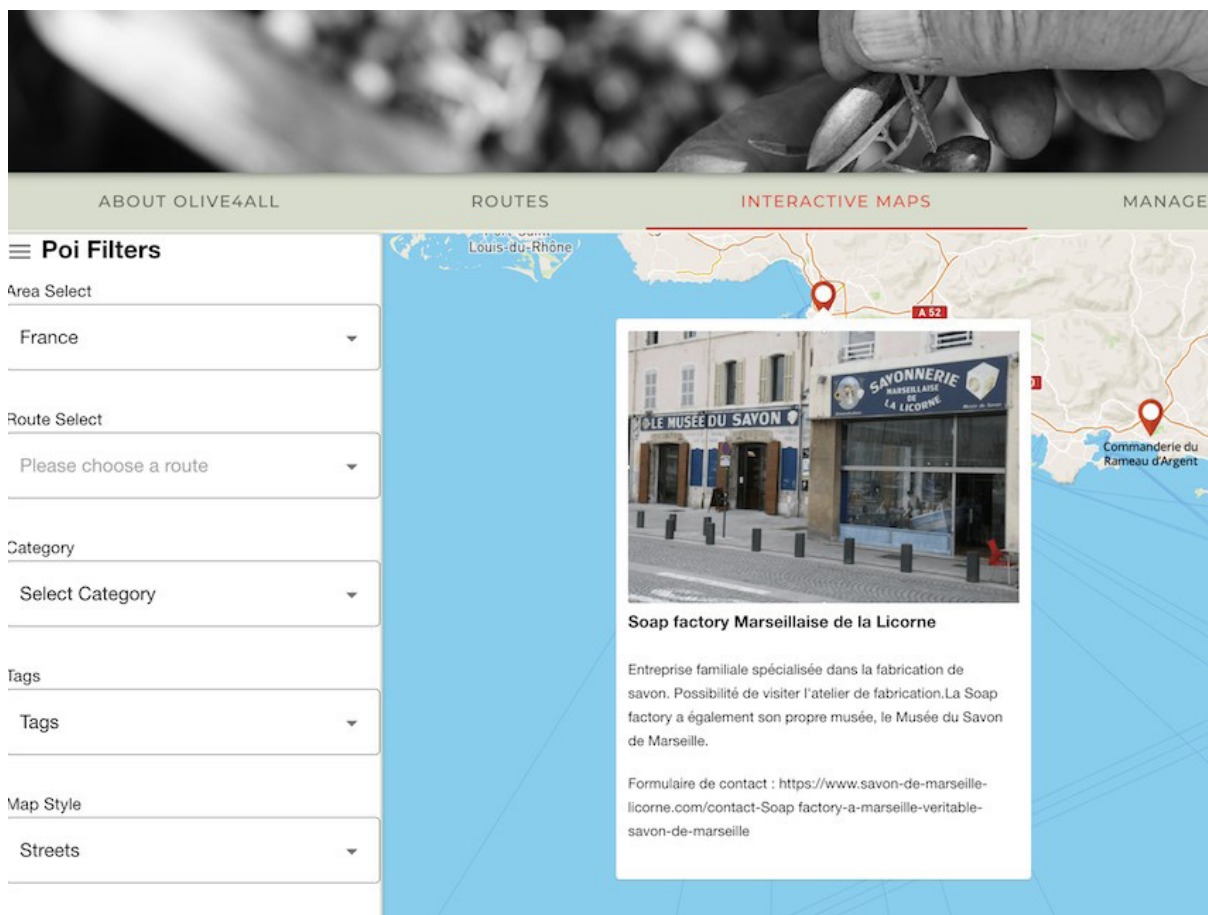 ABOUT OLIVE4ALL
ROUTES
INTERACTIVE MAPS
MANAGE
Poi Filters
Area Select
France
Route Select
Please choose a route
Category
Select Category
Tags
Tags
Map Style
Streets
Louis-du-Rhône
A 52
Commanderie du
Rameau d'Argent
LE MUSÉE DU SAVON
SAVONNERIE
MARSEILLAISE
DE
LA LICORNE
Soap factory Marseillaise de la Licorne
Entreprise familiale spécialisée dans la fabrication de
savon. Possibilité de visiter l'atelier de fabrication.La Soap
factory a également son propre musée, le Musée du Savon
de Marseille.
Formulaire de contact : https://www.savon-de-marseille-
licorne.com/contact-Soap factory-a-marseille-veritable-
savon-de-marseille